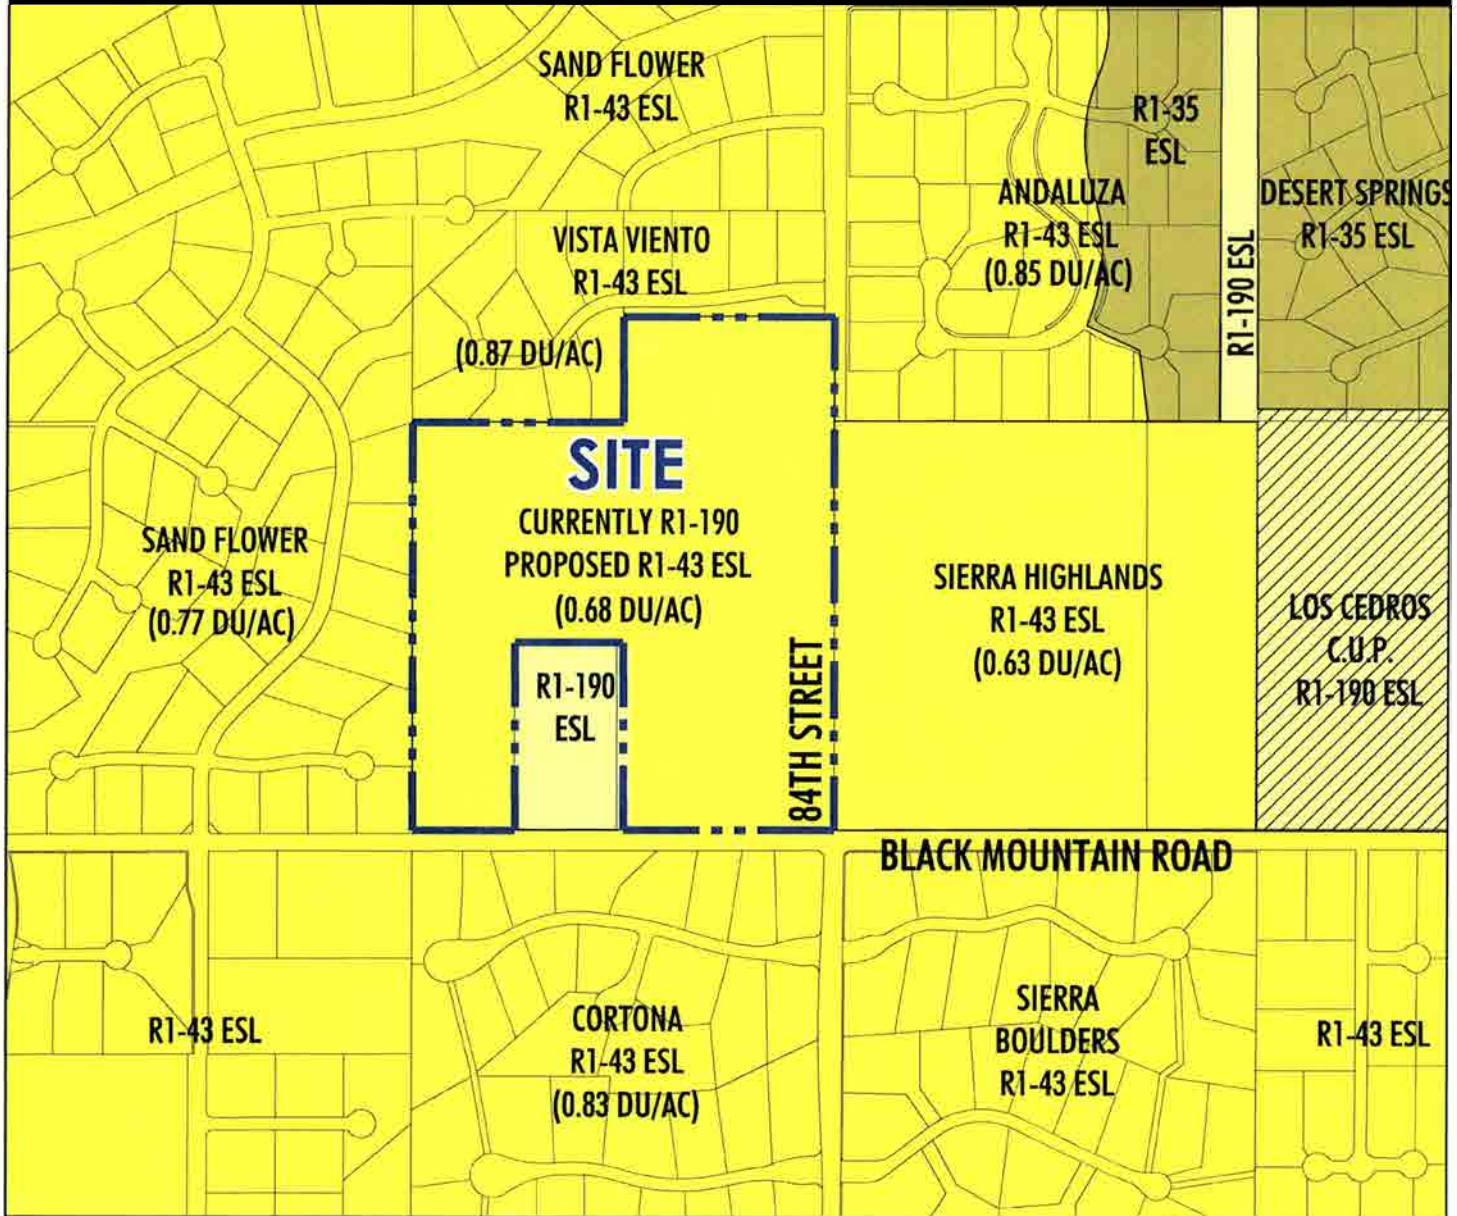 SAND FLOWER
R1-43 ESL
R1-35
ESL
ANDALUZA
R1-43 ESL
(0.85 DU/AC)
DESERT SPRINGS
R1-35 ESL
R1-190 ESL
VISTA VIENTO
R1-43 ESL
(0.87 DU/AC)
SITE
CURRENTLY R1-190
PROPOSED R1-43 ESL
(0.68 DU/AC)
SAND FLOWER
R1-43 ESL
(0.77 DU/AC)
R1-190
ESL
84TH STREET
SIERRA HIGHLANDS
R1-43 ESL
(0.63 DU/AC)
LOS CEDROS
C.U.P.
R1-190 ESL
BLACK MOUNTAIN ROAD
R1-43 ESL
CORTONA
R1-43 ESL
(0.83 DU/AC)
SIERRA
BOULDERS
R1-43 ESL
R1-43 ESL